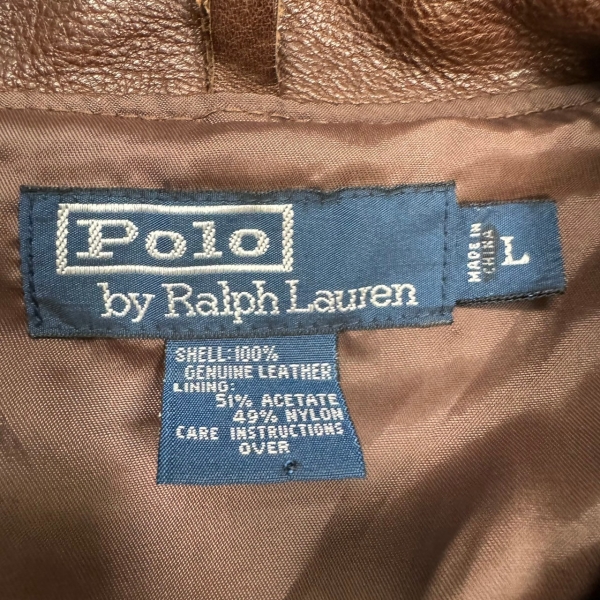 Polo
by Ralph Lauren
MADE IN
CHINA
L
SHELL: 100%
GENUINE LEATHER
LINING:
51% ACETATE
49% NYLON
CARE INSTRUCTIONS
OVER